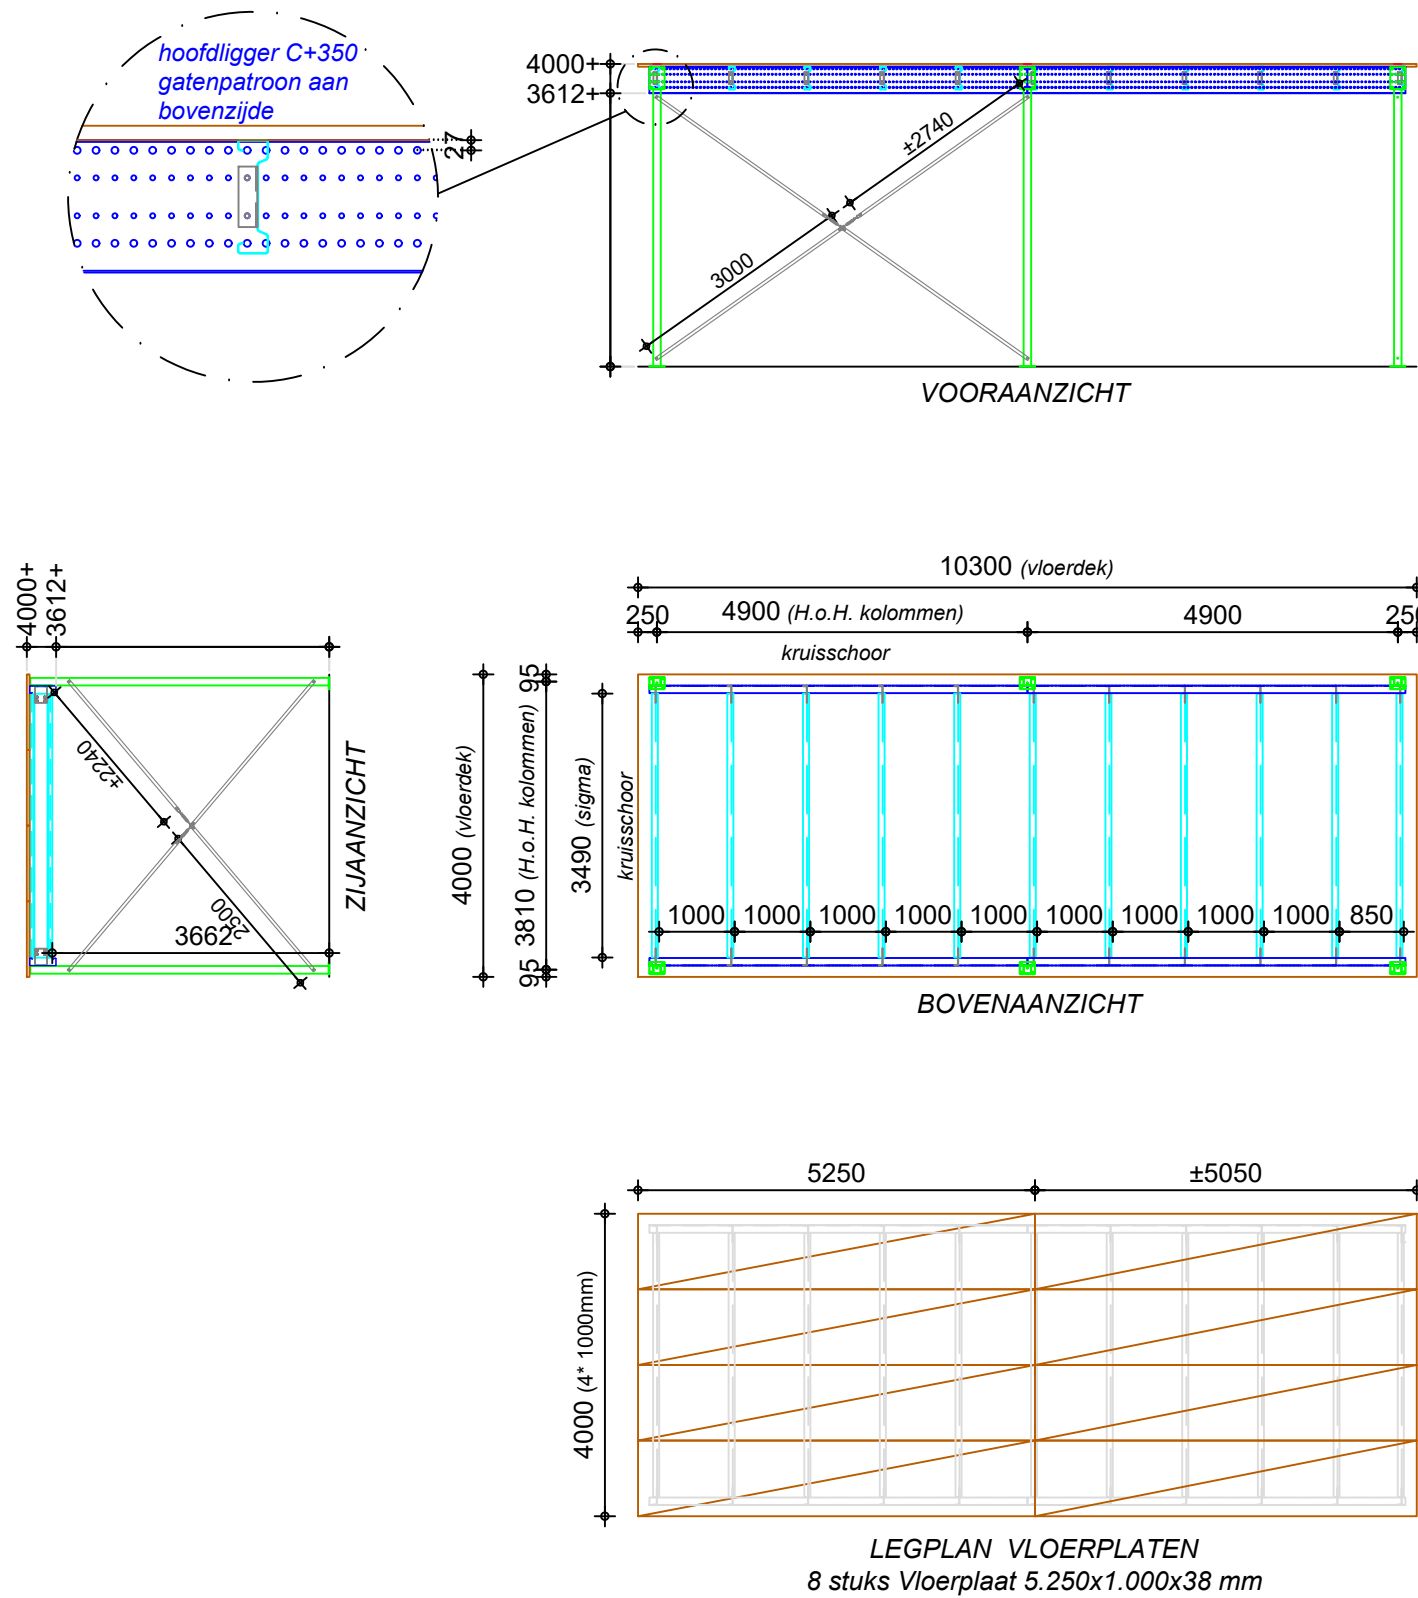 hoofdligger C+350
gatenpatroon aan
bovenzijde
27
4000+
3612+
±2740
3000
VOORAANZICHT
4000+
3612+
±2240
2500
3662
ZIJAANZICHT
10300 (vloerdek)
250
4900 (H.o.H. kolommen)
4900
250
kruisschoor
4000 (vloerdek)
95
3810 (H.o.H. kolommen)
95
3490 (sigma)
kruisschoor
1000
1000
1000
1000
1000
1000
1000
1000
1000
850
BOVENAANZICHT
5250
±5050
4000 (4* 1000mm)
LEGPLAN VLOERPLATEN
8 stuks Vloerplaat 5.250x1.000x38 mm